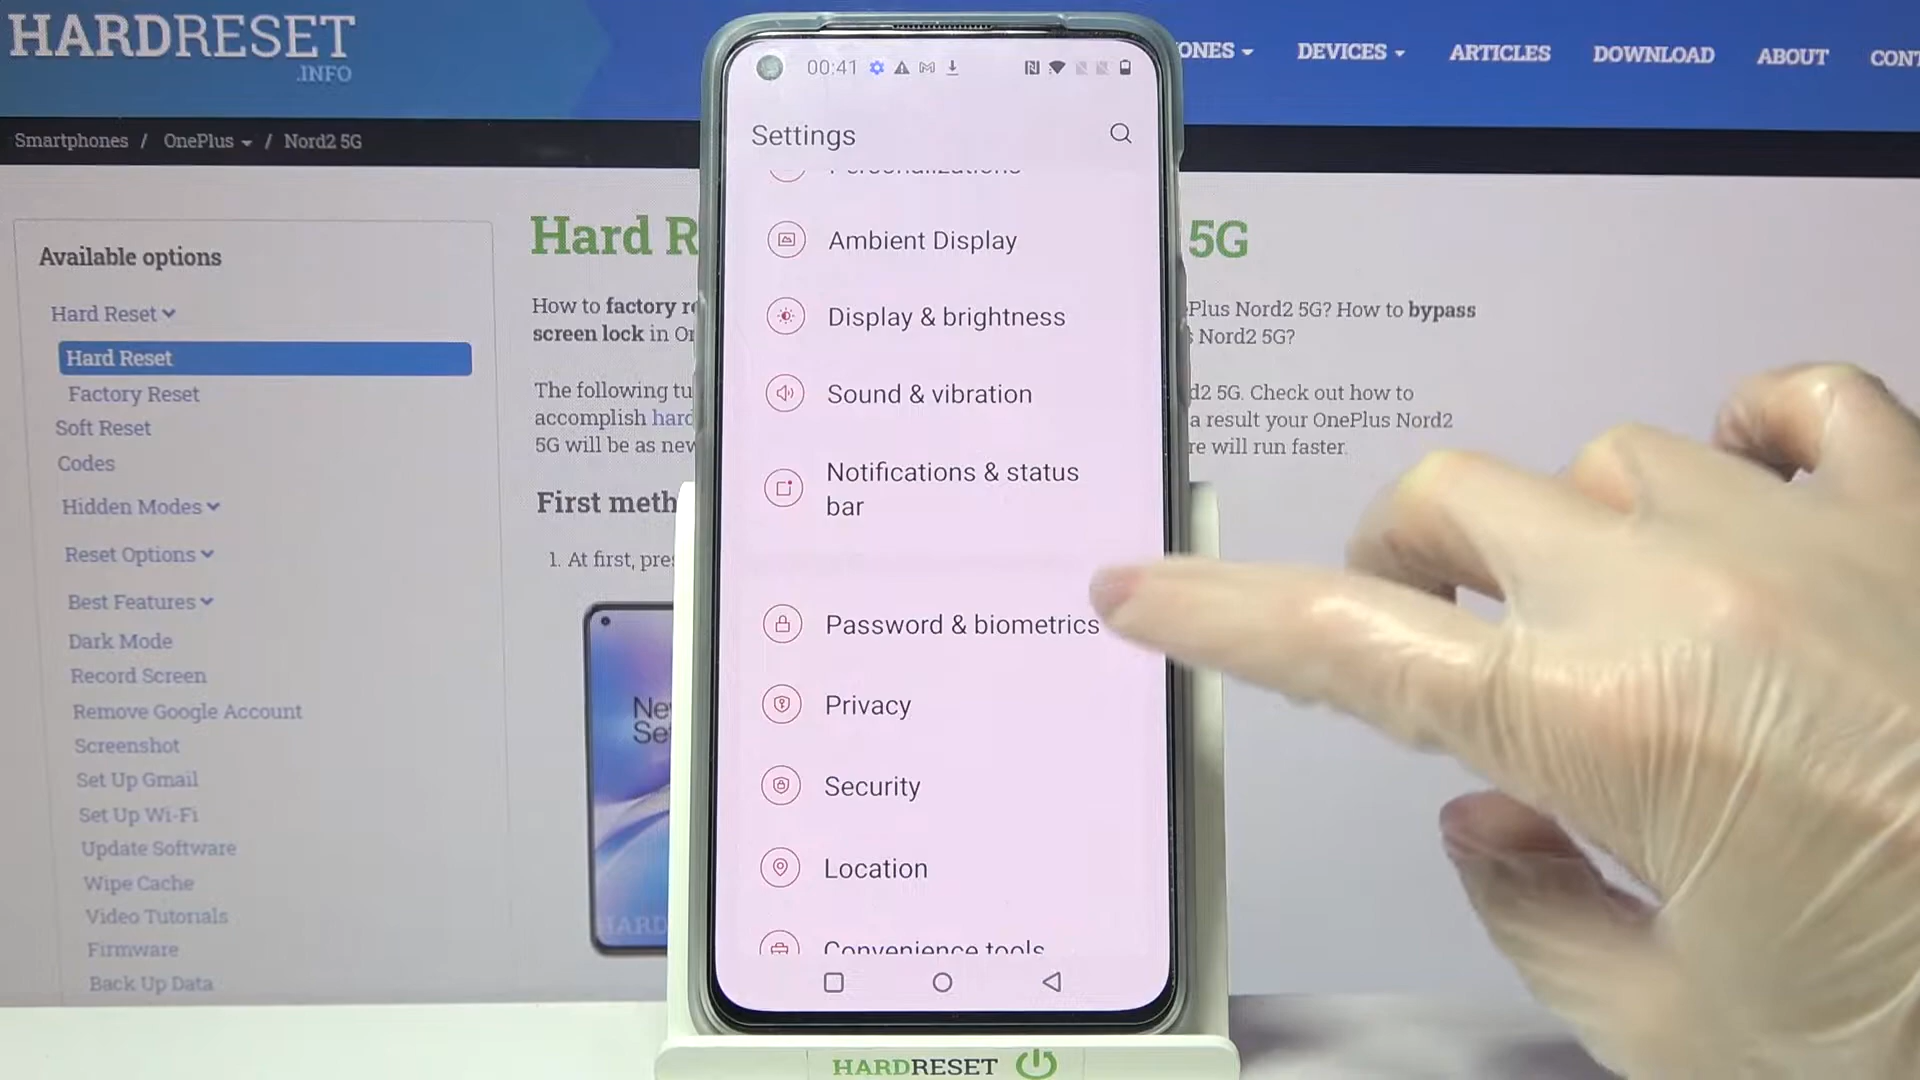 HARDRESET
.INFO
ONES
DEVICES
ARTICLES
DOWNLOAD
ABOUT
Smartphones / OnePlus / Nord2 5G
Available options
Hard Reset
Hard Reset
Factory Reset
Soft Reset
Codes
Hidden Modes
Reset Options
Best Features
Dark Mode
Record Screen
Remove Google Account
Screenshot
Set Up Gmail
Set Up Wi-Fi
Update Software
Wipe Cache
Video Tutorials
Firmware
Back Up Data
Hard R
5G
How to factory re
Plus Nord2 5G? How to bypass
screen lock in On
Nord2 5G?
The following tu
d2 5G. Check out how to
accomplish hard
a result your OnePlus Nord2
5G will be as new
re will run faster.
First meth
1. At first, pres
00:41
Settings
Personalizations
Ambient Display
Display & brightness
Sound & vibration
Notifications & status
bar
Password & biometrics
Privacy
Security
Location
Convenience tools
HARDRESET